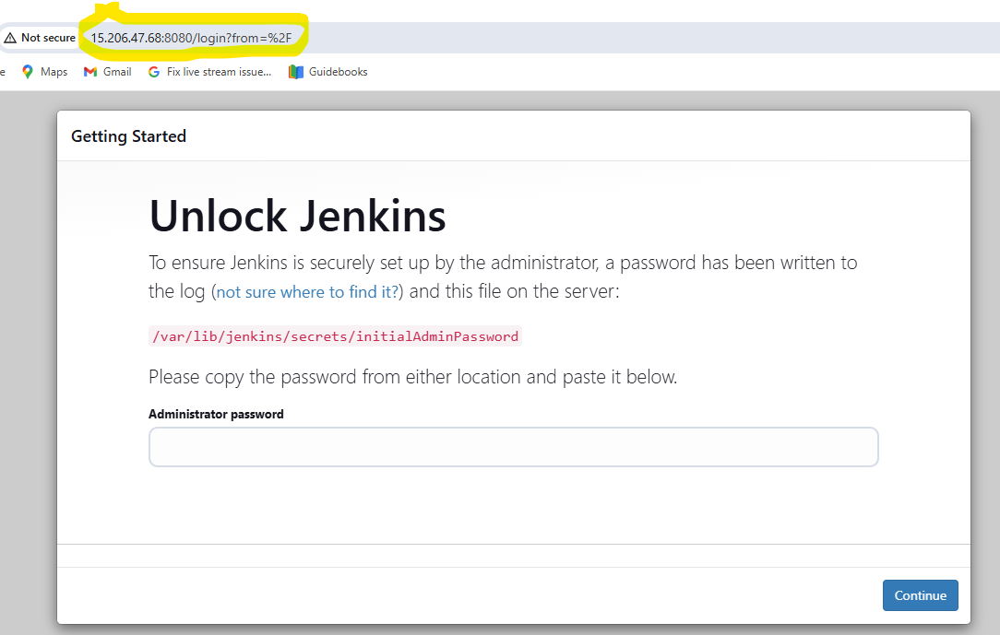 Not secure 15.206.47.68:8080/login?from=%2F
e Maps Gmail Fix live stream issue... Guidebooks
Getting Started
Unlock Jenkins
To ensure Jenkins is securely set up by the administrator, a password has been written to
the log (not sure where to find it?) and this file on the server:
/var/lib/jenkins/secrets/initialAdminPassword
Please copy the password from either location and paste it below.
Administrator password
Continue